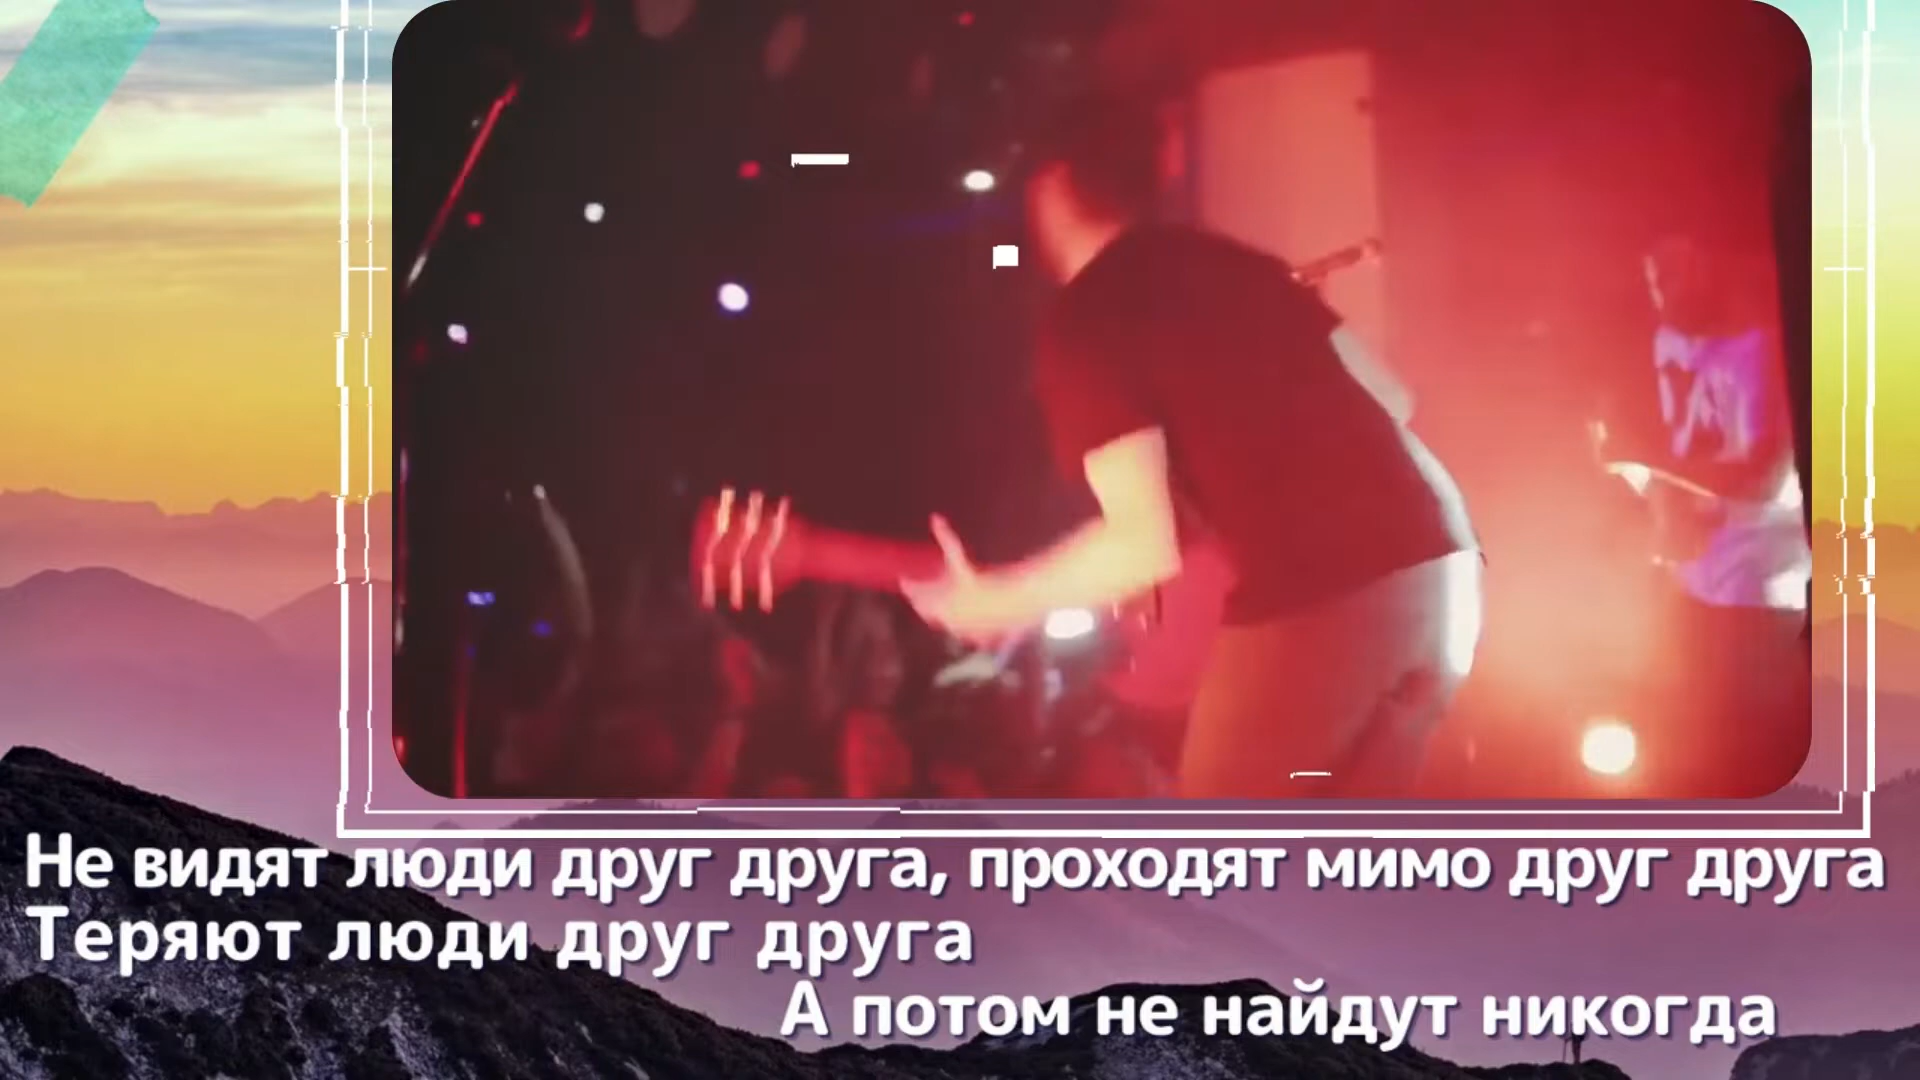 Не видят люди друг друга, проходят мимо друг друга
Теряют люди друг друга
А потом не найдут никогда